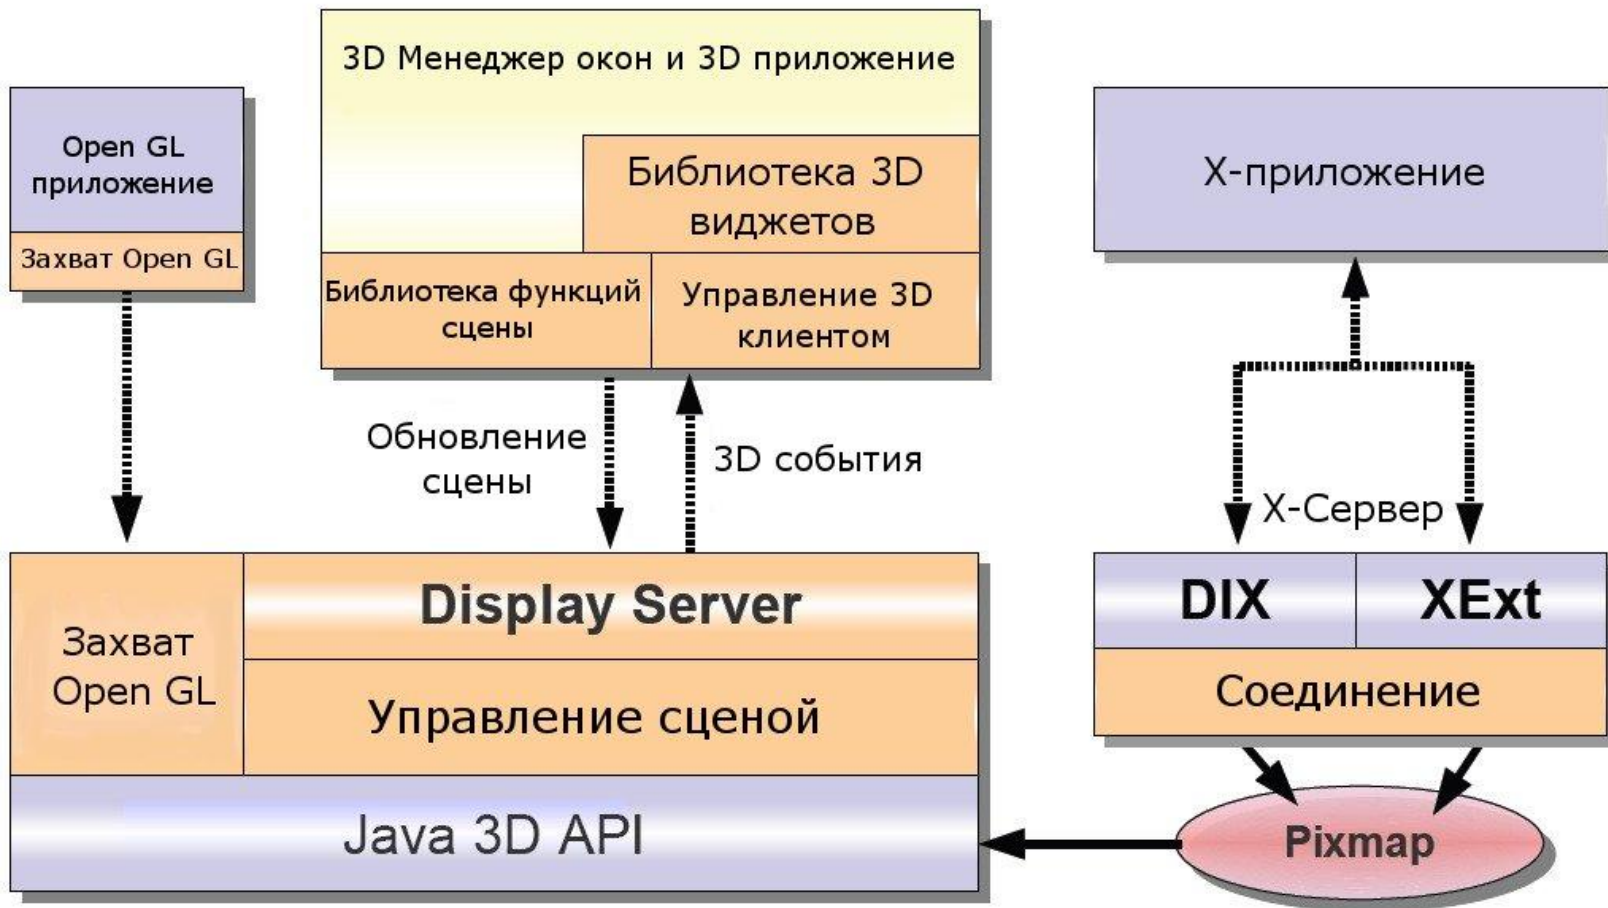 3D Менеджер окон и 3D приложение
Open GL
приложение
Захват Open GL
Библиотека 3D
виджетов
Библиотека функций
сцены
Управление 3D
клиентом
X-приложение
Обновление
сцены
3D события
X-Сервер
Захват
Open GL
Display Server
Управление сценой
Java 3D API
DIX
XExt
Соединение
Pixmap